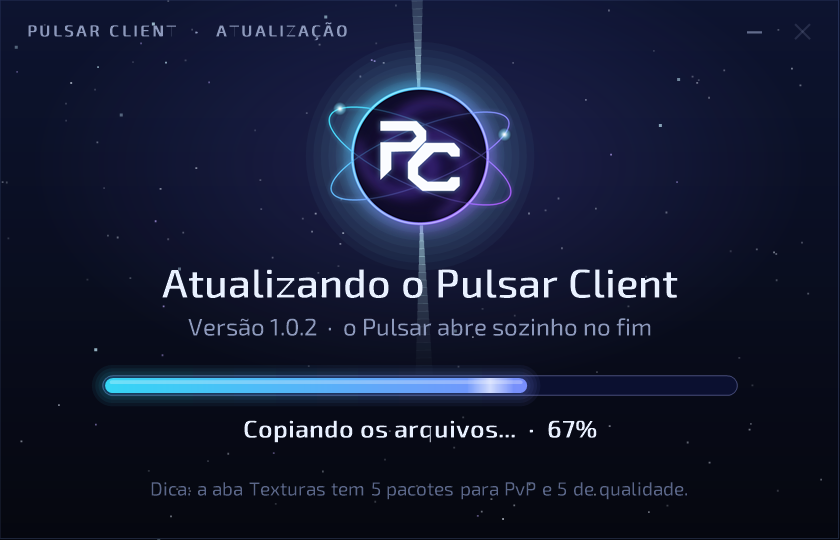 PULSAR CLIENT · ATUALIZAÇÃO
PC
Atualizando o Pulsar Client
Versão 1.0.2 · o Pulsar abre sozinho no fim
Copiando os arquivos... · 67%
Dica: a aba Texturas tem 5 pacotes para PvP e 5 de qualidade.